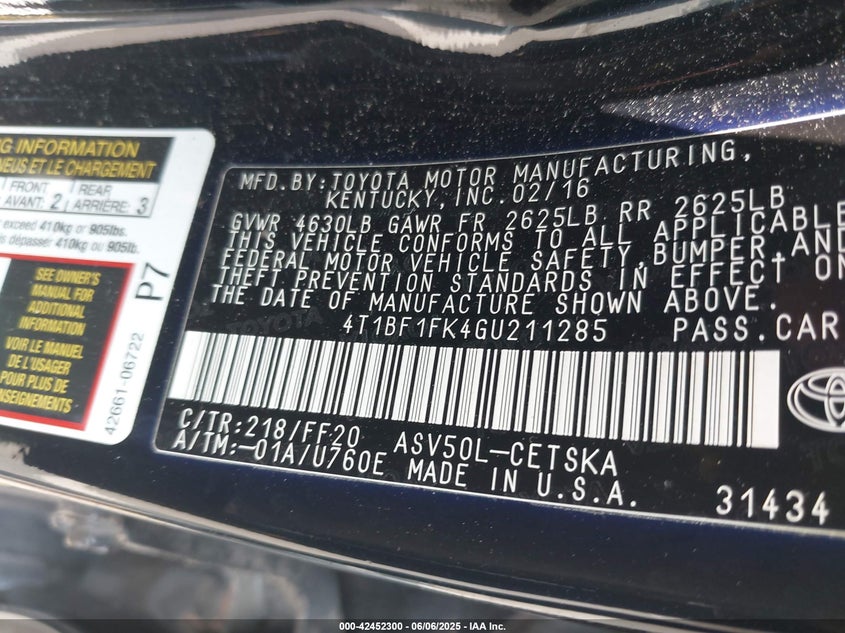 NG INFORMATION
NEUS ET LE CHARGEMENT
FRONT REAR
AVANT: 2 ARRIÈRE: 3
exceed 410kg or 905lbs.
dépasser 410kg ou 905lb.
SEE OWNER'S
MANUAL FOR
ADDITIONAL
INFORMATION
VOIR LE MANUEL
DE L'USAGER
POUR PLUS DE
RENSEIGNEMENTS
P7
42661-06722
MFD.BY:TOYOTA MOTOR MANUFACTURING,
KENTUCKY,INC.02/16
GVWR 4630LB GAWR FR 2625LB RR 2625LB
THIS VEHICLE CONFORMS TO ALL APPLICABLE
FEDERAL MOTOR VEHICLE SAFETY,BUMPER,AND
THEFT PREVENTION STANDARDS IN EFFECT ON
THE DATE OF MANUFACTURE SHOWN ABOVE.
4T1BF1FK4GU211285 PASS.CAR
C/TR:218/FF20 ASV50L-CETSKA
A/TM:-01A/U760E MADE IN U.S.A.
31434
000-42452300 - 06/06/2025 - IAA Inc.